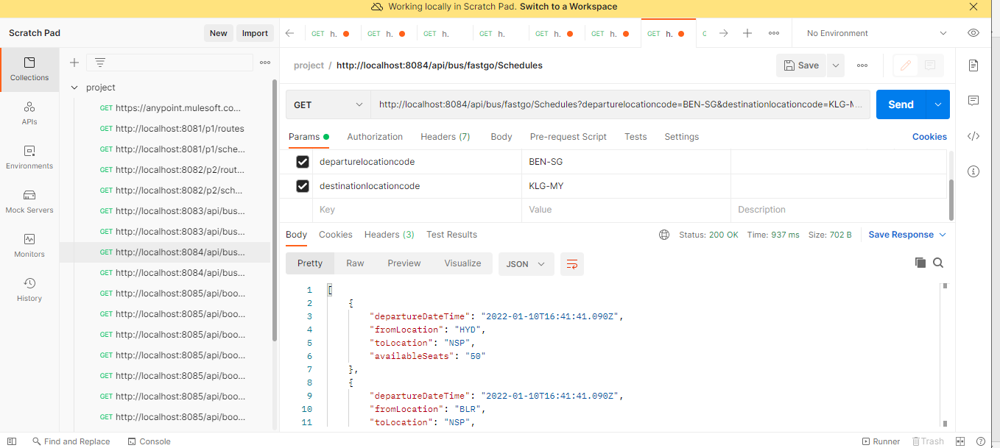 Working locally in Scratch Pad. Switch to a Workspace
Scratch Pad
New
Import
GET h.
GET h.
GET h.
GET h.
GET h.
GET h.
GET h.
No Environment
Collections
APIs
Environments
Mock Servers
Monitors
History
project
GET https://anypoint.mulesoft.co...
GET http://localhost:8081/p1/routes
GET http://localhost:8081/p1/sche...
GET http://localhost:8082/p2/rout...
GET http://localhost:8082/p2/sch...
GET http://localhost:8083/api/bus...
GET http://localhost:8083/api/bus...
GET http://localhost:8084/api/bus...
GET http://localhost:8084/api/bus...
GET http://localhost:8085/api/boo...
GET http://localhost:8085/api/boo...
GET http://localhost:8085/api/boo...
GET http://localhost:8085/api/boo...
GET http://localhost:8085/api/boo...
GET http://localhost:8085/api/boo...
GET http://localhost:8085/api/boo...
project / http://localhost:8084/api/bus/fastgo/Schedules
Save
GET
http://localhost:8084/api/bus/fastgo/Schedules?departurelocationcode=BEN-SG&destinationlocationcode=KLG-M...
Send
Params Authorization Headers (7) Body Pre-request Script Tests Settings Cookies
departurelocationcode BEN-SG
destinationlocationcode KLG-MY
Key Value Description
Body Cookies Headers (3) Test Results Status: 200 OK Time: 937 ms Size: 702 B Save Response
Pretty Raw Preview Visualize JSON
1 [
2 {
3 "departureDateTime": "2022-01-10T16:41:41.090Z",
4 "fromLocation": "HYD",
5 "toLocation": "NSP",
6 "availableSeats": "50"
7 },
8 {
9 "departureDateTime": "2022-01-10T16:41:41.090Z",
10 "fromLocation": "BLR",
11 "toLocation": "NSP",
Find and Replace Console Runner Trash